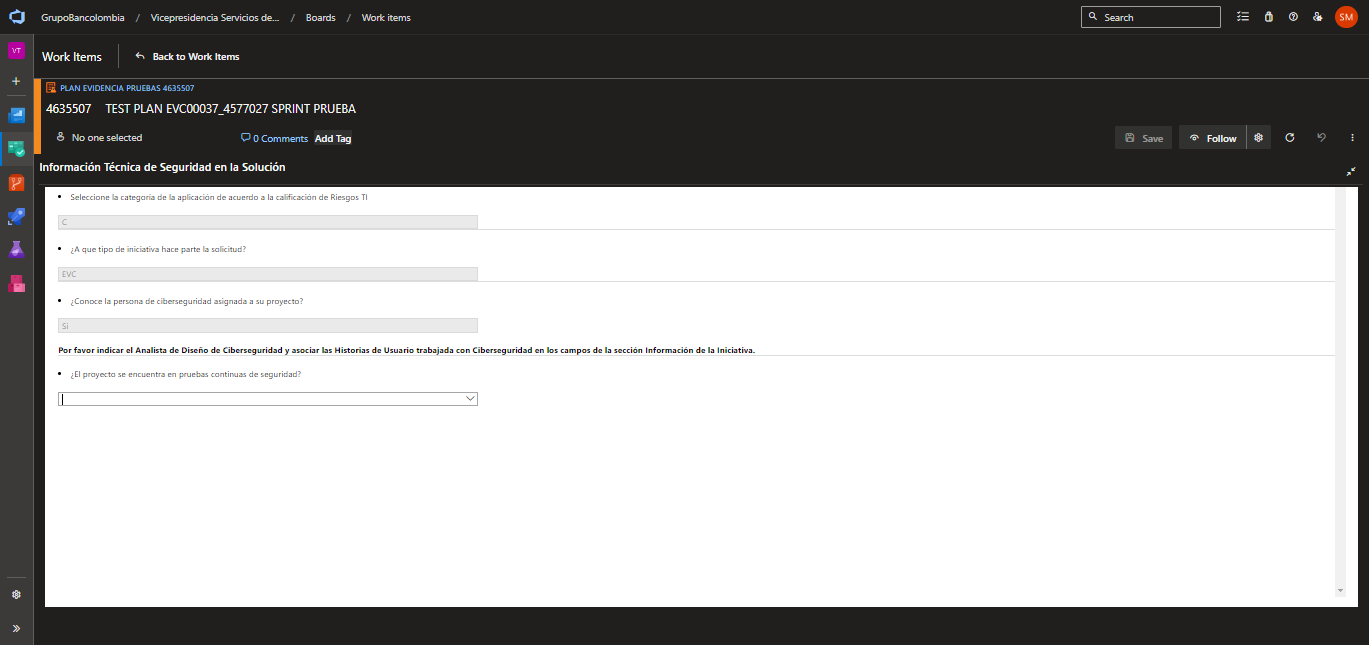 GrupoBancolombia / Vicepresidencia Servicios de... / Boards / Work items
Search
SM
VT
Work Items
Back to Work Items
PLAN EVIDENCIA PRUEBAS 4635507
4635507 TEST PLAN EVC00037_4577027 SPRINT PRUEBA
No one selected
0 Comments
Add Tag
Save
Follow
Información Técnica de Seguridad en la Solución
• Seleccione la categoría de la aplicación de acuerdo a la calificación de Riesgos TI
C
• ¿A que tipo de iniciativa hace parte la solicitud?
EVC
• ¿Conoce la persona de ciberseguridad asignada a su proyecto?
Si
Por favor indicar el Analista de Diseño de Ciberseguridad y asociar las Historias de Usuario trabajada con Ciberseguridad en los campos de la sección Información de la Iniciativa.
• ¿El proyecto se encuentra en pruebas continuas de seguridad?